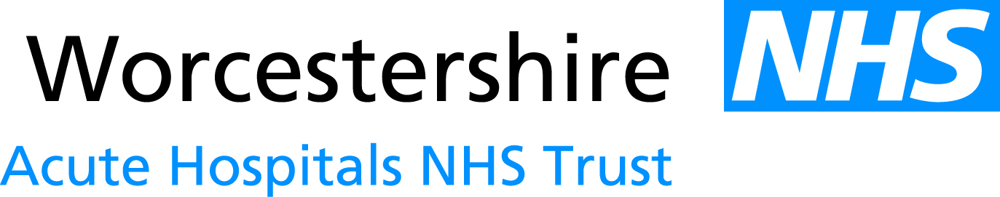 Worcestershire NHS
Acute Hospitals NHS Trust